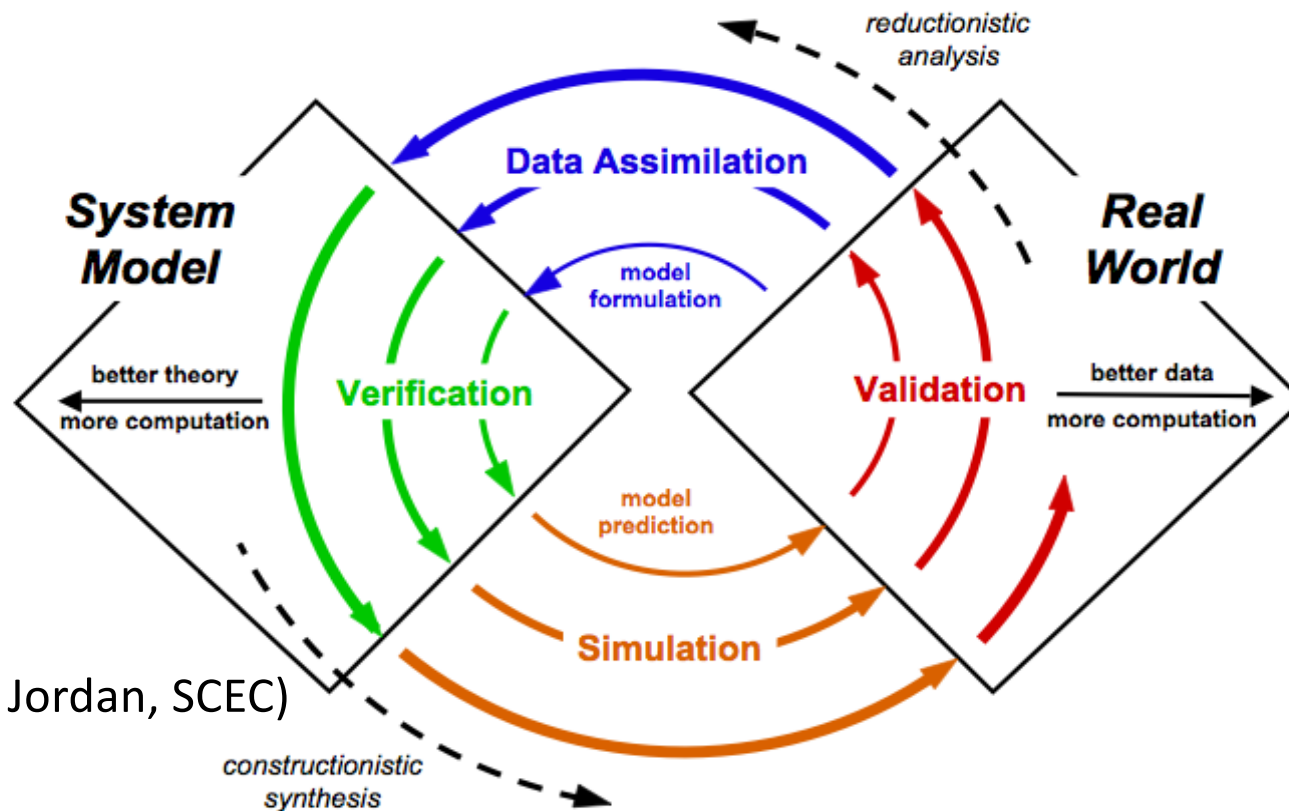 reductionistic
analysis
Data Assimilation
System
Model
Real
World
model
formulation
better theory
more computation
Verification
Validation
better data
more computation
model
prediction
Simulation
Jordan, SCEC)
constructionistic
synthesis